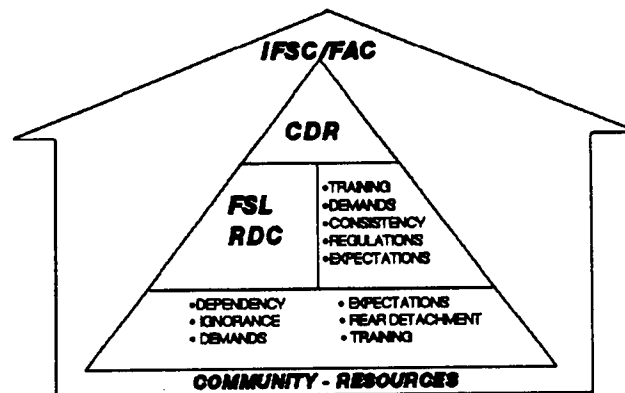 IFSC/FAC
CDR
FSL
RDC
•TRAINING
•DEMANDS
•CONSISTENCY
•REGULATIONS
•EXPECTATIONS
•DEPENDENCY
•IGNORANCE
•DEMANDS
• EXPECTATIONS
• REAR DETACHMENT
• TRAINING
COMMUNITY - RESOURCES